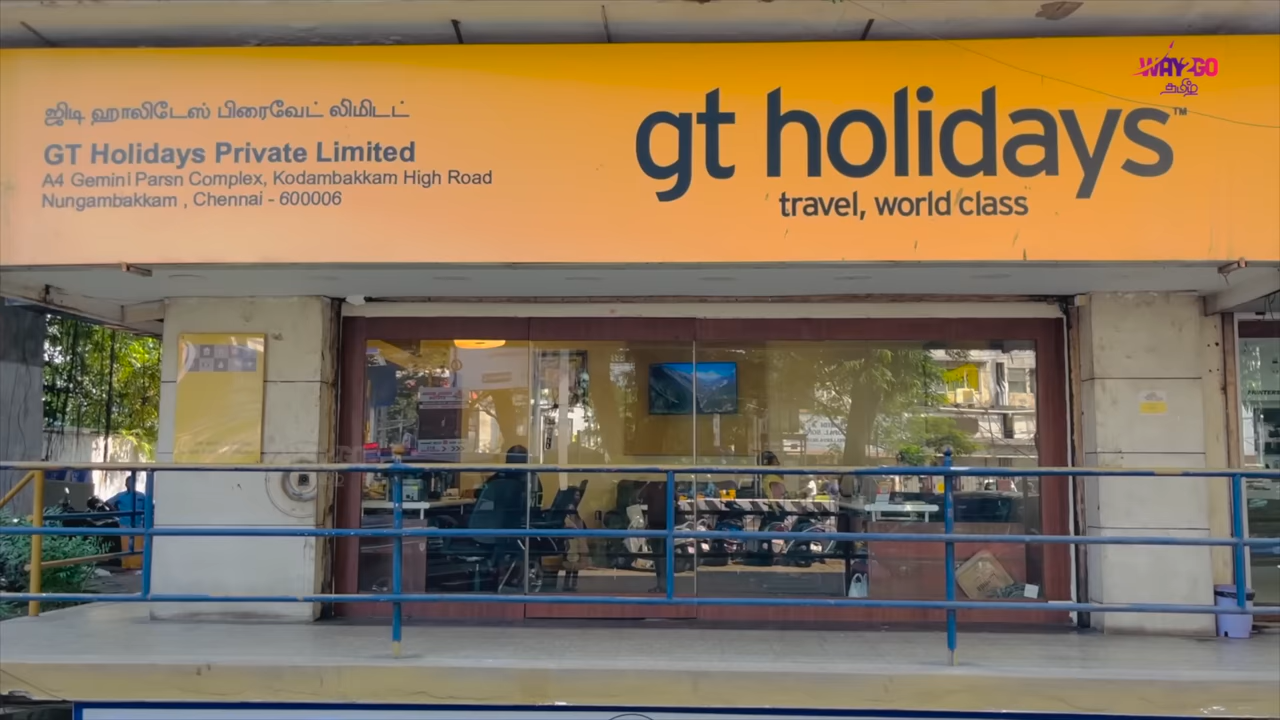 ஜிடி ஹாலிடேஸ் பிரைவேட் லிமிடட்
GT Holidays Private Limited
A4 Gemini Parsn Complex, Kodambakkam High Road
Nungambakkam , Chennai - 600006
gt holidays™
travel, world class
WAY2GO
தமிழ்